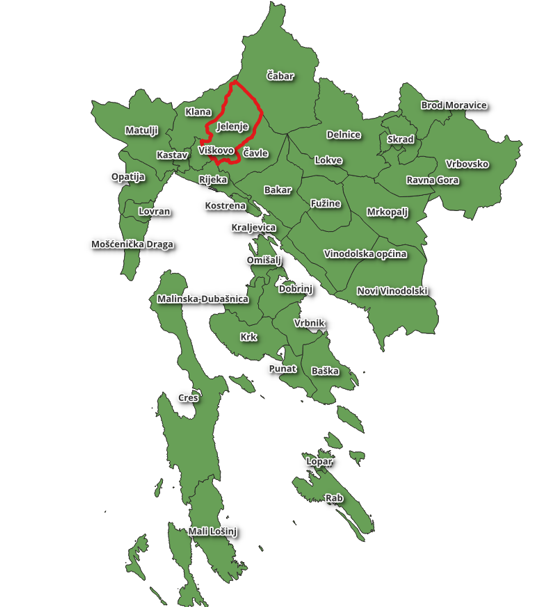 Čabar
Brod Moravice
Klana
Jelenje
Matulji
Delnice
Skrad
Viškovo
Čavle
Kastav
Lokve
Vrbovsko
Opatija
Rijeka
Ravna Gora
Bakar
Kostrena
Fužine
Lovran
Mrkopalj
Kraljevica
Mošćenička Draga
Vinodolska općina
Omišalj
Dobrinj
Novi Vinodolski
Malinska-Dubašnica
Vrbnik
Krk
Punat
Baška
Cres
Lopar
Rab
Mali Lošinj